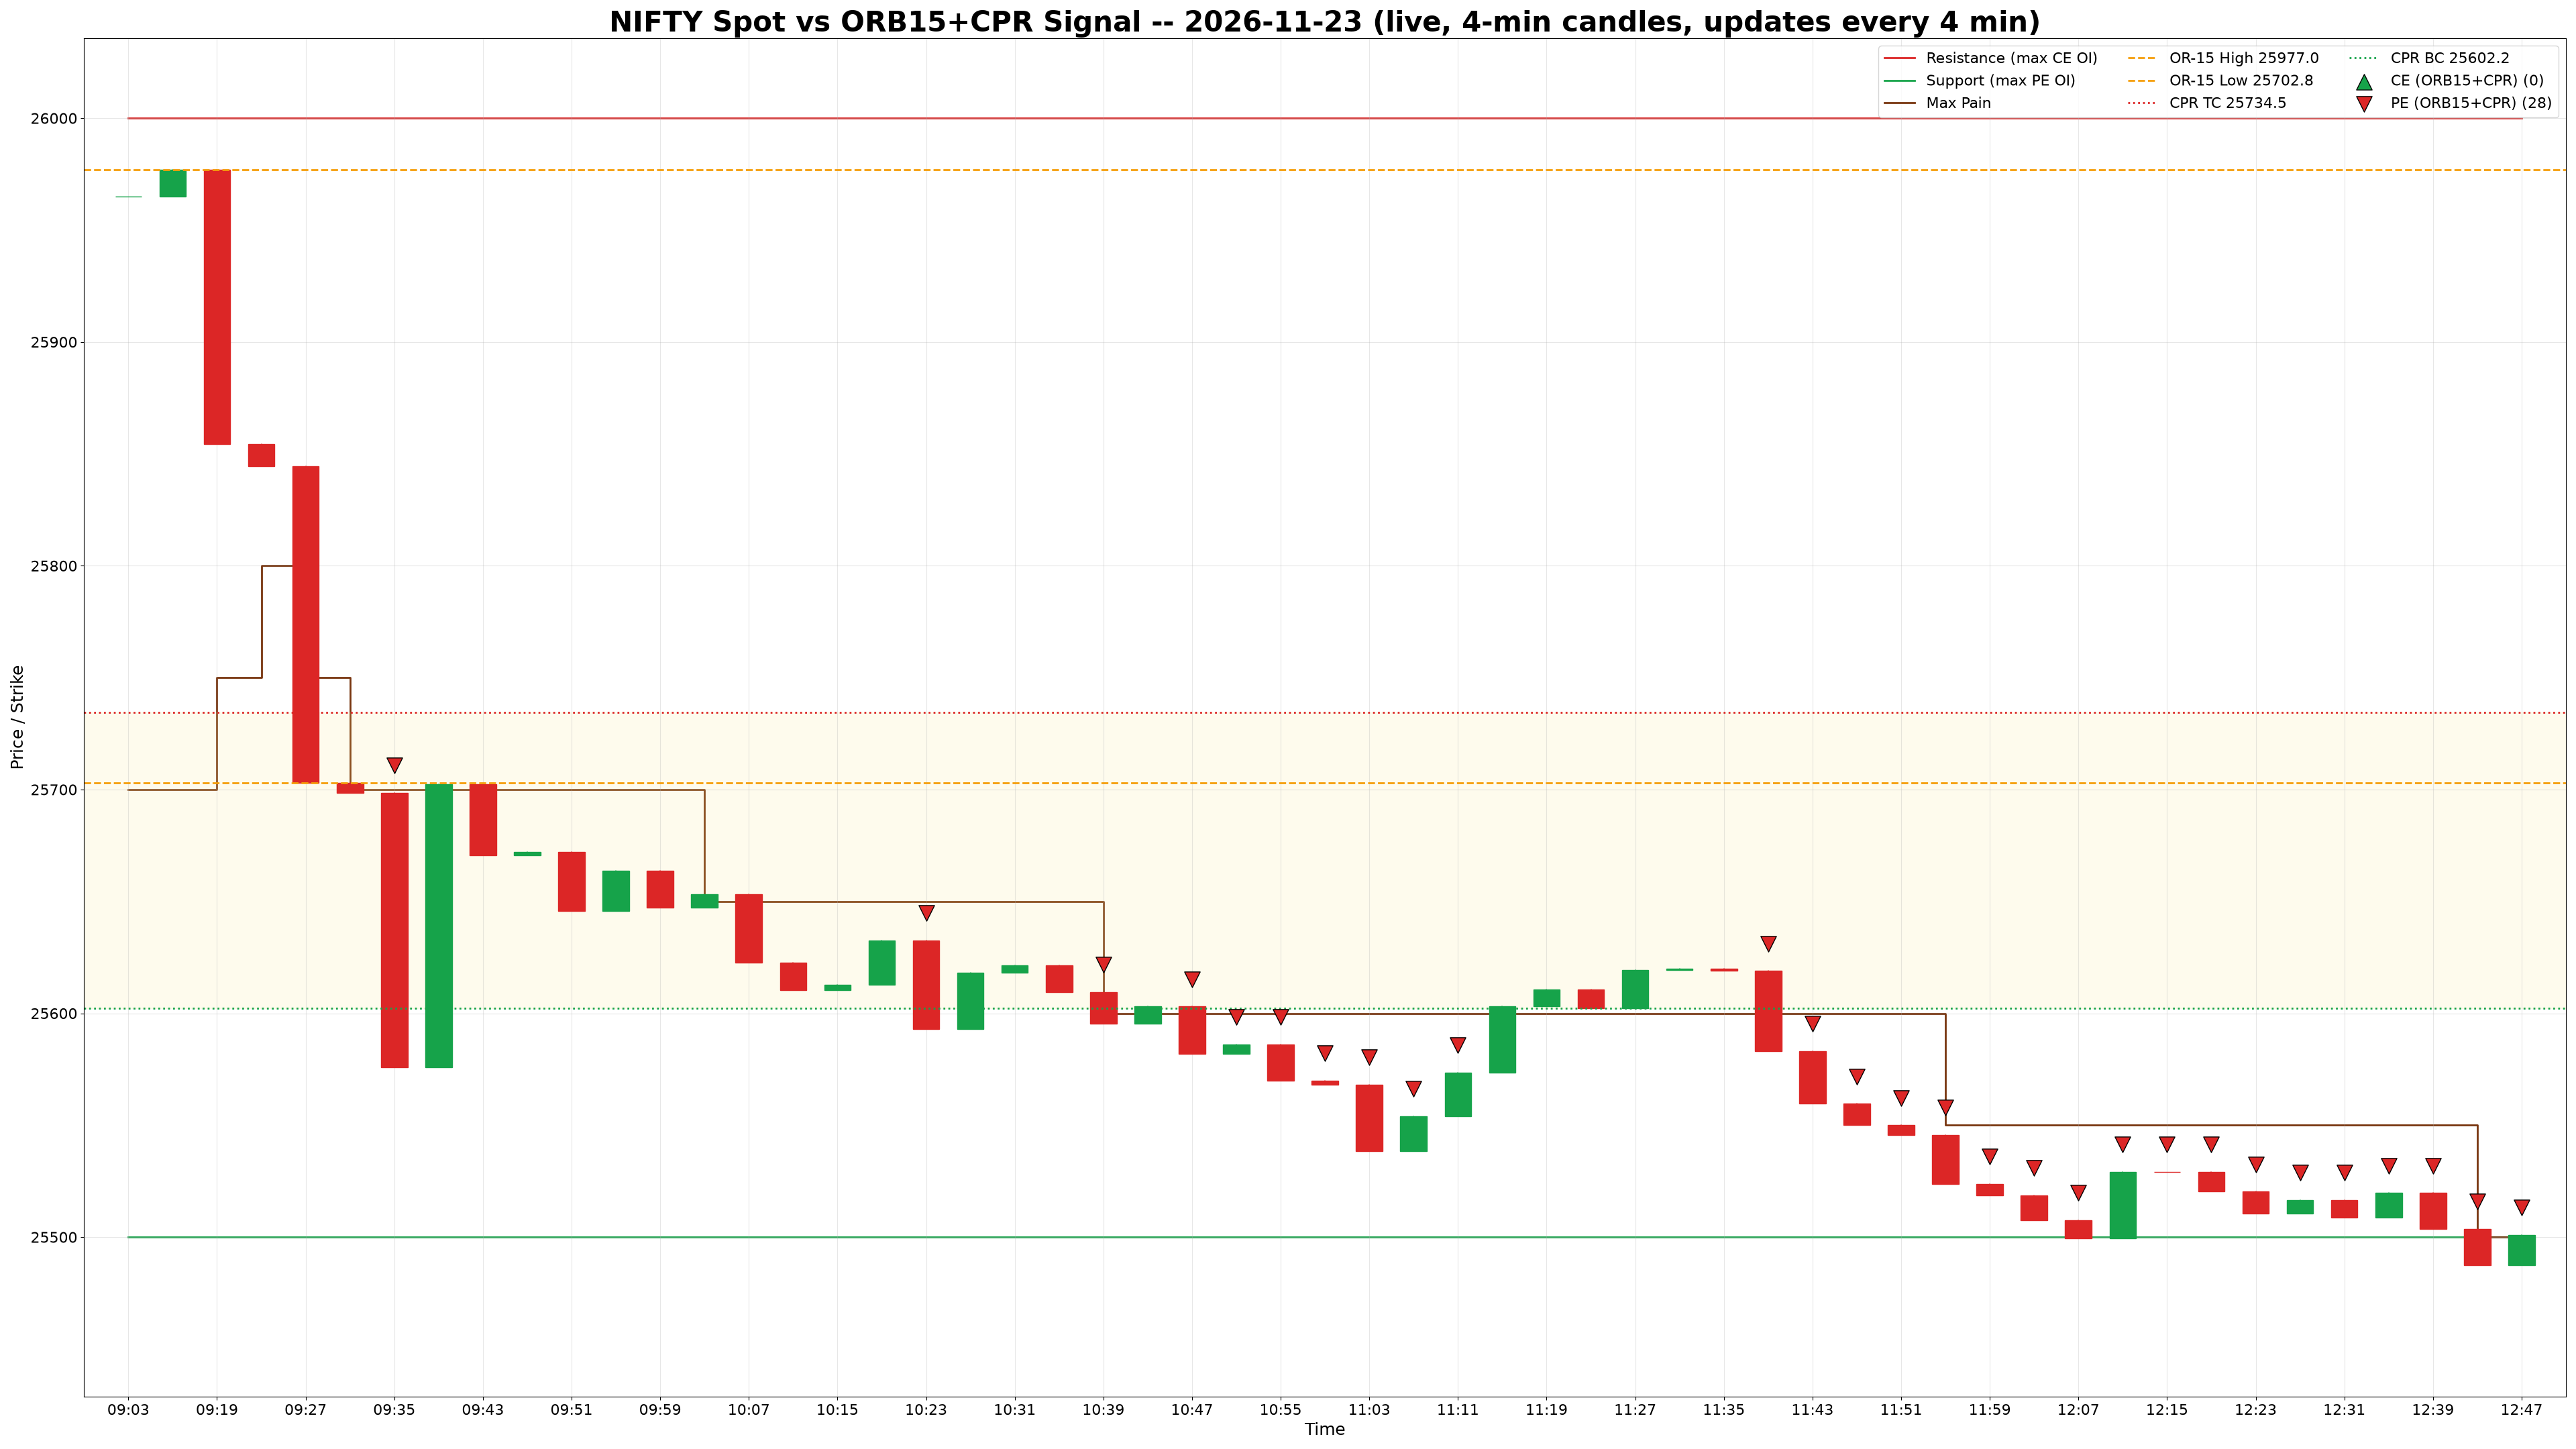 NIFTY Spot vs ORB15+CPR Signal -- 2026-11-23 (live, 4-min candles, updates every 4 min)
Resistance (max CE OI)
Support (max PE OI)
Max Pain
OR-15 High 25977.0
OR-15 Low 25702.8
CPR TC 25734.5
CPR BC 25602.2
CE (ORB15+CPR) (0)
PE (ORB15+CPR) (28)
Price / Strike
26000
25900
25800
25700
25600
25500
09:03 09:19 09:27 09:35 09:43 09:51 09:59 10:07 10:15 10:23 10:31 10:39 10:47 10:55 11:03 11:11 11:19 11:27 11:35 11:43 11:51 11:59 12:07 12:15 12:23 12:31 12:39 12:47
Time